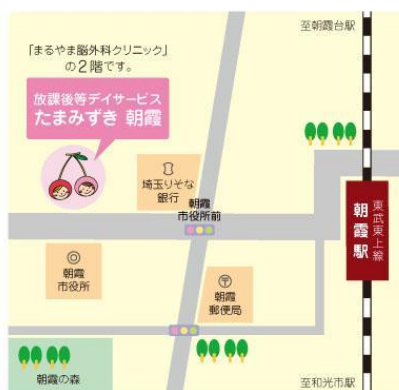 至朝霞台駅
「まるやま脳外科クリニック」
の2階です。
放課後等デイサービス
たまみずき 朝霞
埼玉りそな
銀行
朝霞
市役所前
東武東上線
朝霞駅
朝霞
市役所
朝霞
郵便局
朝霞の森
至和光市駅